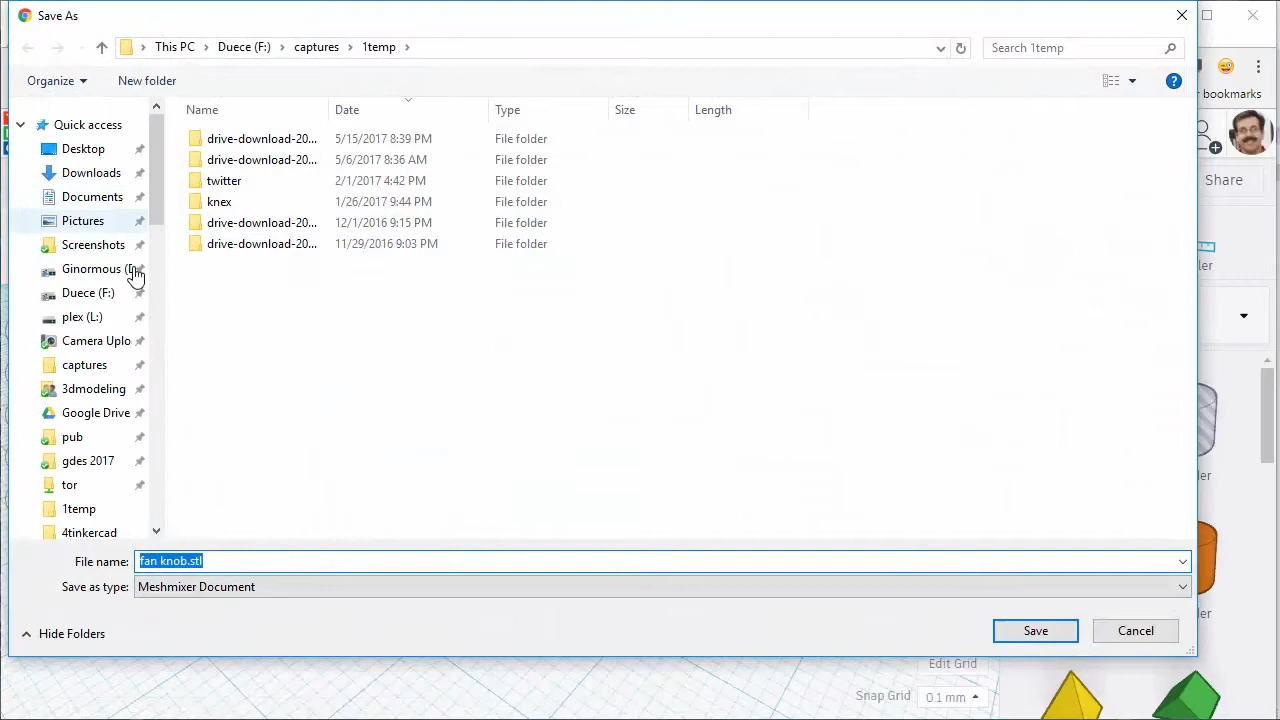 Save As
This PC
Duece (F:)
captures
1temp
Search 1temp
Organize
New folder
?
r bookmarks
Name
Date
Type
Size
Length
Quick access
Desktop
Downloads
Documents
Pictures
Screenshots
Ginormous (
Duece (F:)
plex (L:)
Camera Uplo
captures
3dmodeling
Google Drive
pub
gdes 2017
tor
1temp
4tinkercad
drive-download-20... 5/15/2017 8:39 PM File folder
drive-download-20... 5/6/2017 8:36 AM File folder
twitter 2/1/2017 4:42 PM File folder
knex 1/26/2017 9:44 PM File folder
drive-download-20... 12/1/2016 9:15 PM File folder
drive-download-20... 11/29/2016 9:03 PM File folder
Share
ler
der
der
File name: fan knob.stl
Save as type: Meshmixer Document
Hide Folders
Save
Cancel
Edit Grid
Snap Grid 0.1 mm